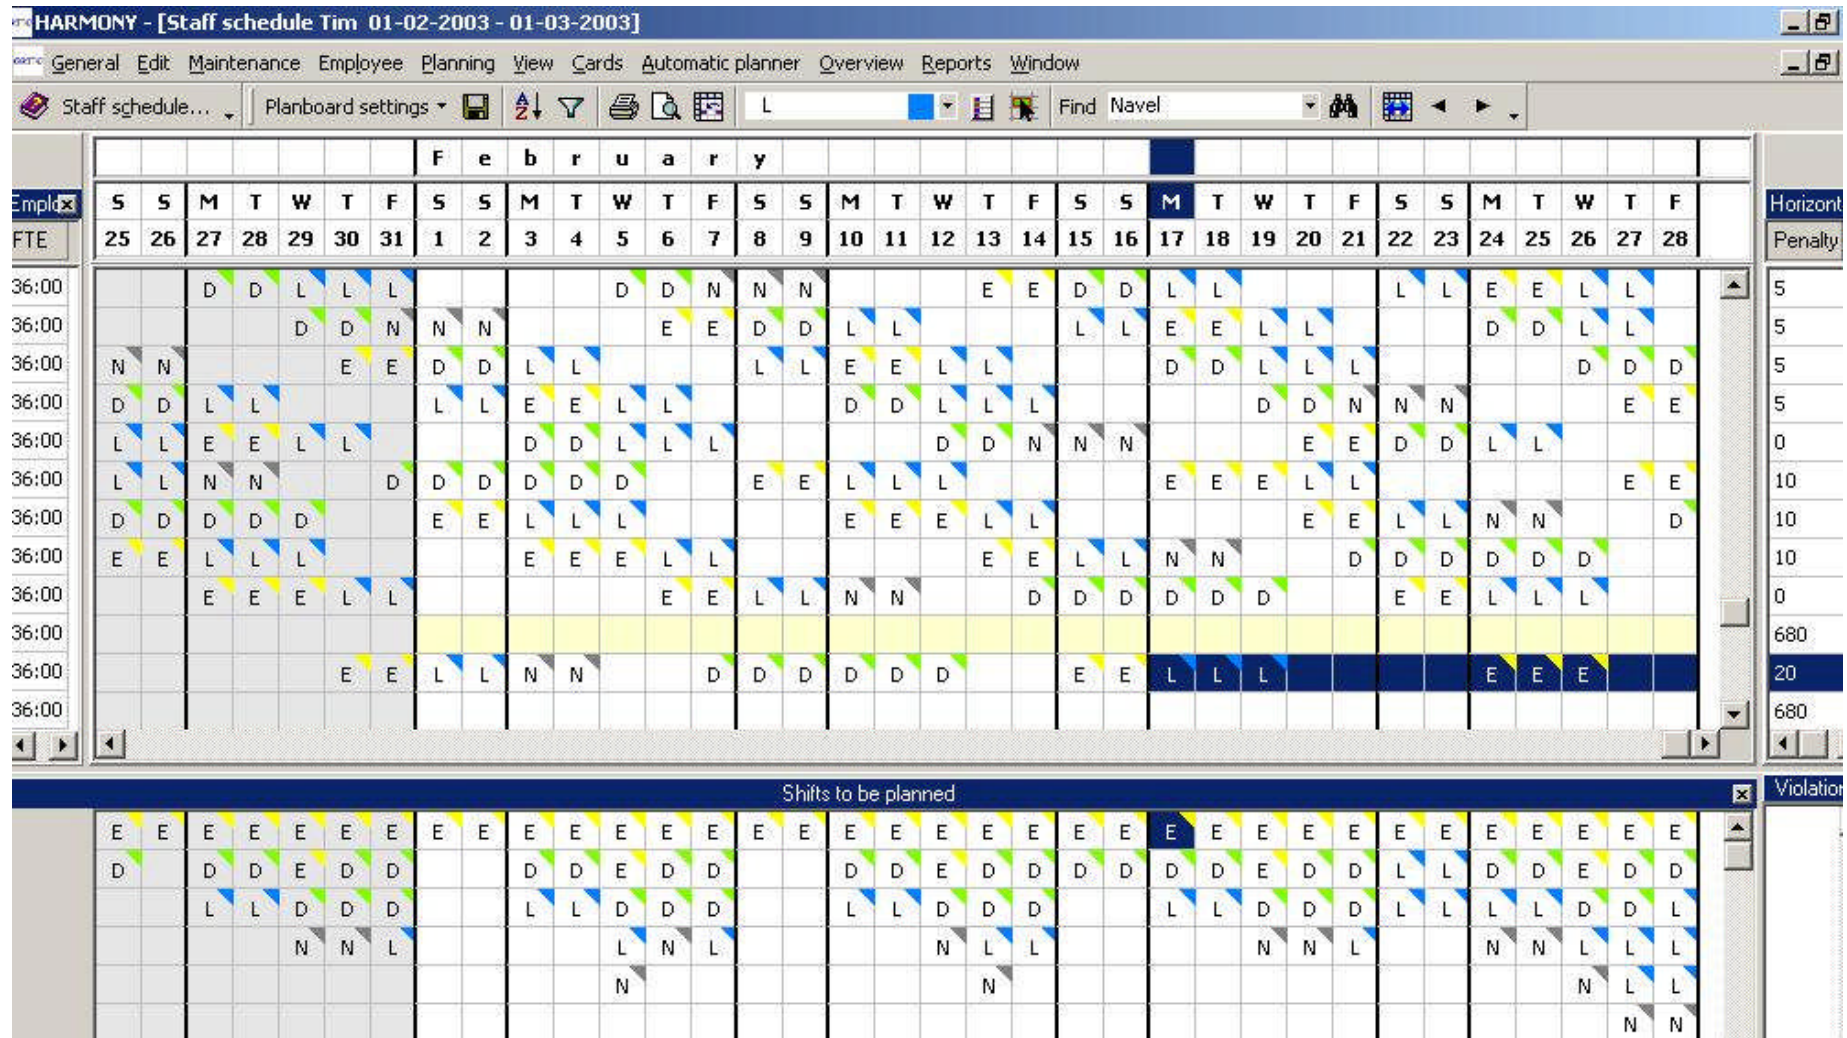 HARMONY - [Staff schedule Tim 01-02-2003 - 01-03-2003]
General Edit Maintenance Employee Planning View Cards Automatic planner Overview Reports Window
Staff schedule... Planboard settings L Find Navel
F e b r u a r y
Emplo S S M T W T F S S M T W T F S S M T W T F S S M T W T F S S M T W T F Horizont
FTE 25 26 27 28 29 30 31 1 2 3 4 5 6 7 8 9 10 11 12 13 14 15 16 17 18 19 20 21 22 23 24 25 26 27 28 Penalty
36:00 D D L L L D D N N N E E D D L L L L E E L L 5
36:00 D D N N N E E D D L L L L E E L L D D L L 5
36:00 N N E E D D L L L L E E L L D D L L L D D D 5
36:00 D D L L L L E E L L D D L L L D D N N N E E 5
36:00 L L E E L L D D L L L D D N N N E E D D L L 0
36:00 L L N N D D D D D D E E L L L E E E L L E E 10
36:00 D D D D D E E L L L E E E L L E E L L N N D 10
36:00 E E L L L E E E L L E E L L N N D D D D D D 10
36:00 E E E L L E E L L N N D D D D D D E E L L L 0
36:00 680
36:00 E E L L N N D D D D D D E E L L L E E E 20
36:00 680
Shifts to be planned Violation
E E E E E E E E E E E E E E E E E E E E E E E E E E E E E E E E E E E
D D D E D D D D E D D D D E D D D D D D E D D L L D D E D D
L L D D D L L D D D L L D D D L L D D D L L L L D D L
N N L L N L N L L N N L N N L L L
N N N L L
N N